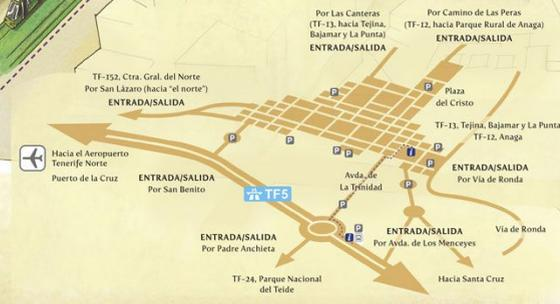 Por Las Canteras
(TF-13, hacia Tejina,
Bajamar y La Punta)
ENTRADA/SALIDA
Por Camino de Las Peras
(TF-12, hacia Parque Rural de Anaga)
ENTRADA/SALIDA
TF-152, Ctra. Gral. del Norte
Por San Lázaro (hacia "el norte")
ENTRADA/SALIDA
P
P
Plaza
del Cristo
TF-13, Tejina, Bajamar y Punta
TF-12, Anaga
P
P
P
P
i
P
P
Hacia el Aeropuerto
Tenerife Norte
Puerto de la Cruz
ENTRADA/SALIDA
Por San Benito
Avda. de
La Trinidad
ENTRADA/SALIDA
Por Vía de Ronda
P
TF5
P
ENTRADA/SALIDA
Por Padre Anchieta
P
i
ENTRADA/SALIDA
Por Avda. de Los Menceyes
Vía de Ronda
TF-24, Parque Nacional
del Teide
Hacia Santa Cruz